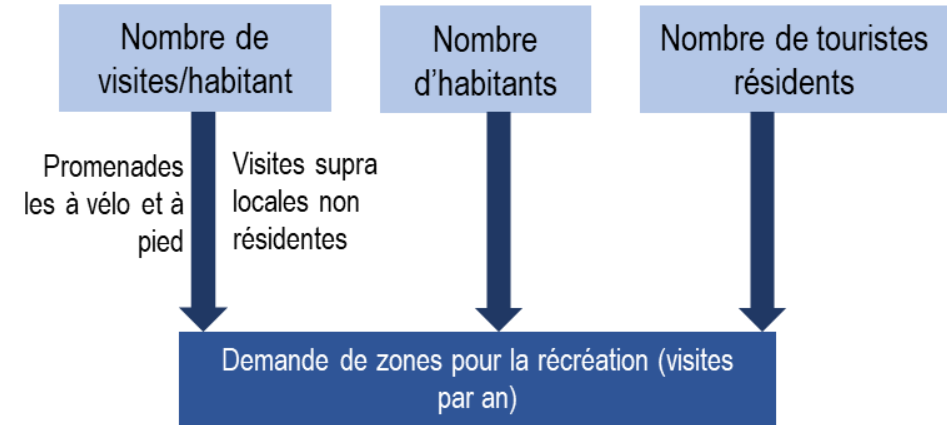 Nombre de
visites/habitant
Nombre
d'habitants
Nombre de touristes
résidents
Promenades
les à vélo et à
pied
Visites supra
locales non
résidentes
Demande de zones pour la récréation (visites
par an)